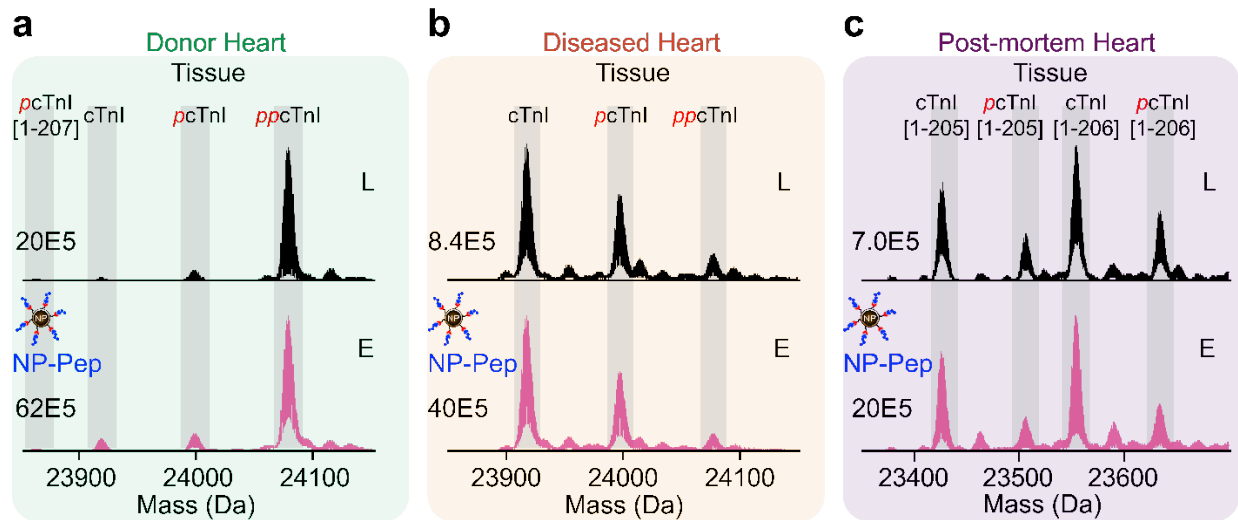 a
Donor Heart
Tissue
pcTnI
[1-207]
cTnI
pcTnI
ppcTnI
L
20E5
NP
NP-Pep
E
62E5
23900
24000
24100
Mass (Da)
b
Diseased Heart
Tissue
cTnI
pcTnI
ppcTnI
L
8.4E5
NP
NP-Pep
E
40E5
23900
24000
24100
Mass (Da)
c
Post-mortem Heart
Tissue
cTnI
[1-205]
pcTnI
[1-205]
cTnI
[1-206]
pcTnI
[1-206]
L
7.0E5
NP
NP-Pep
E
20E5
23400
23500
23600
Mass (Da)